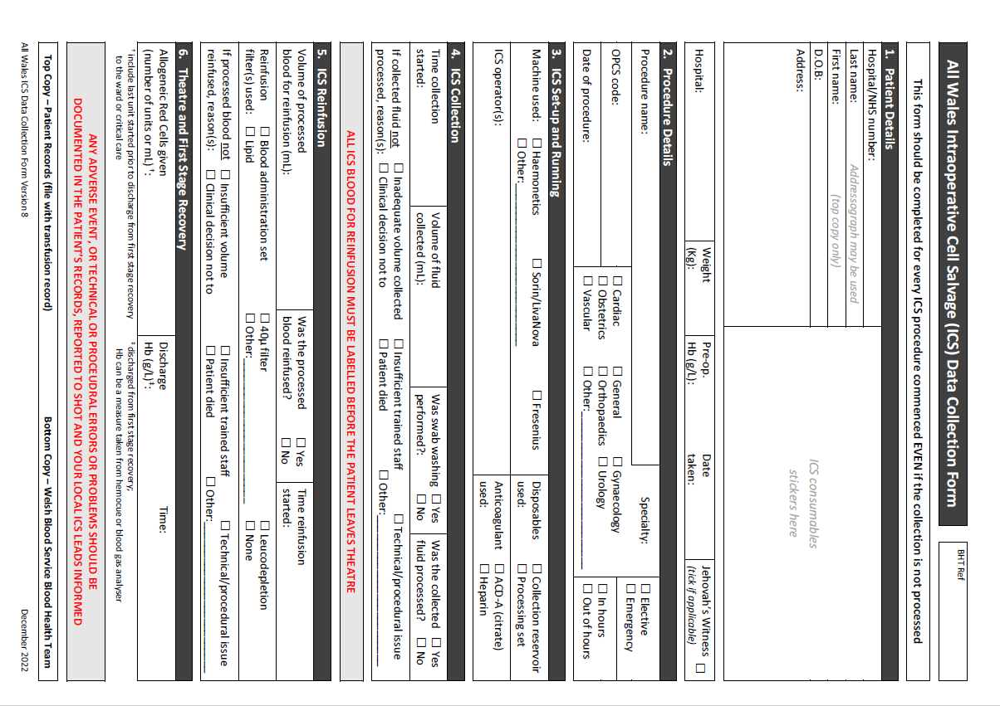 All Wales Intraoperative Cell Salvage (ICS) Data Collection Form
BHT Ref
This form should be completed for every ICS procedure commenced EVEN if the collection is not processed
1. Patient Details
Hospital/NHS number:
Last name:
Addressograph may be used
First name:
(top copy only)
D.O.B:
Address:
ICS consumables
stickers here
Hospital:
Weight
(Kg):
Pre-op.
Hb (g/L):
Date
taken:
Jehovah's Witness ☐
(tick if applicable)
2. Procedure Details
Procedure name:
Specialty:
☐ Elective
☐ Emergency
OPCS code:
☐ Cardiac ☐ General ☐ Gynaecology
☐ Obstetrics ☐ Orthopaedics ☐ Urology
☐ Vascular ☐ Other:____________________
Date of procedure:
☐ In hours
☐ Out of hours
3. ICS Set-up and Running
Machine used: ☐ Haemonetics ☐ Sorin/LivaNova ☐ Fresenius
☐ Other:____________________
Disposables
used:
☐ Collection reservoir
☐ Processing set
ICS operator(s):
Anticoagulant
used:
☐ ACD-A (citrate)
☐ Heparin
4. ICS Collection
Time collection
started:
Volume of fluid
collected (mL):
Was swab washing
performed?:
☐ Yes
☐ No
Was the collected
fluid processed?
☐ Yes
☐ No
If collected fluid not
processed, reason(s):
☐ Inadequate volume collected ☐ Insufficient trained staff ☐ Technical/procedural issue
☐ Clinical decision not to ☐ Patient died ☐ Other:____________________
ALL ICS BLOOD FOR REINFUSION MUST BE LABELLED BEFORE THE PATIENT LEAVES THEATRE
5. ICS Reinfusion
Volume of processed
blood for reinfusion (mL):
Was the processed
blood reinfused?
☐ Yes
☐ No
Time reinfusion
started:
Reinfusion
filter(s) used:
☐ Blood administration set ☐ 40µ filter ☐ Leucodepletion
☐ Lipid ☐ Other:____________________ ☐ None
If processed blood not
reinfused, reason(s):
☐ Insufficient volume ☐ Insufficient trained staff ☐ Technical/procedural issue
☐ Clinical decision not to ☐ Patient died ☐ Other:____________________
6. Theatre and First Stage Recovery
Allogeneic Red Cells given
(number of units or mL)†:
Discharge
Hb (g/L)‡:
Time:
† include last unit started prior to discharge from first stage recovery
to the ward or critical care
‡ discharged from first stage recovery;
Hb can be a measure taken from hemocue or blood gas analyser
ANY ADVERSE EVENT, OR TECHNICAL OR PROCEUDRAL ERRORS OR PROBLEMS SHOULD BE
DOCUMENTED IN THE PATIENT'S RECORDS, REPORTED TO SHOT AND YOUR LOCAL ICS LEADS INFORMED
Top Copy – Patient Records (file with transfusion record)
Bottom Copy – Welsh Blood Service Blood Health Team
All Wales ICS Data Collection Form Version 8
December 2022